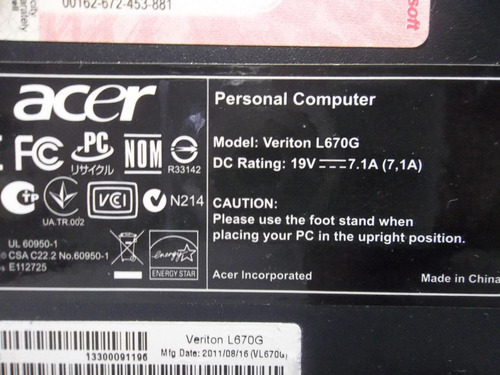 00162-672-453-881
acer
Personal Computer
Model: Veriton L670G
DC Rating: 19V⎓7.1A (7,1A)
FC PC NOM
リサイクル
R33142
VCI N214
UA.TR.002
CAUTION:
Please use the foot stand when
placing your PC in the upright position.
UL 60950-1
CSA C22.2 No.60950-1
E112725
energy
ENERGY STAR
Acer Incorporated
Made in China
Veriton L670G
13300091196
Mfg Date: 2011/08/16 (VL670G)